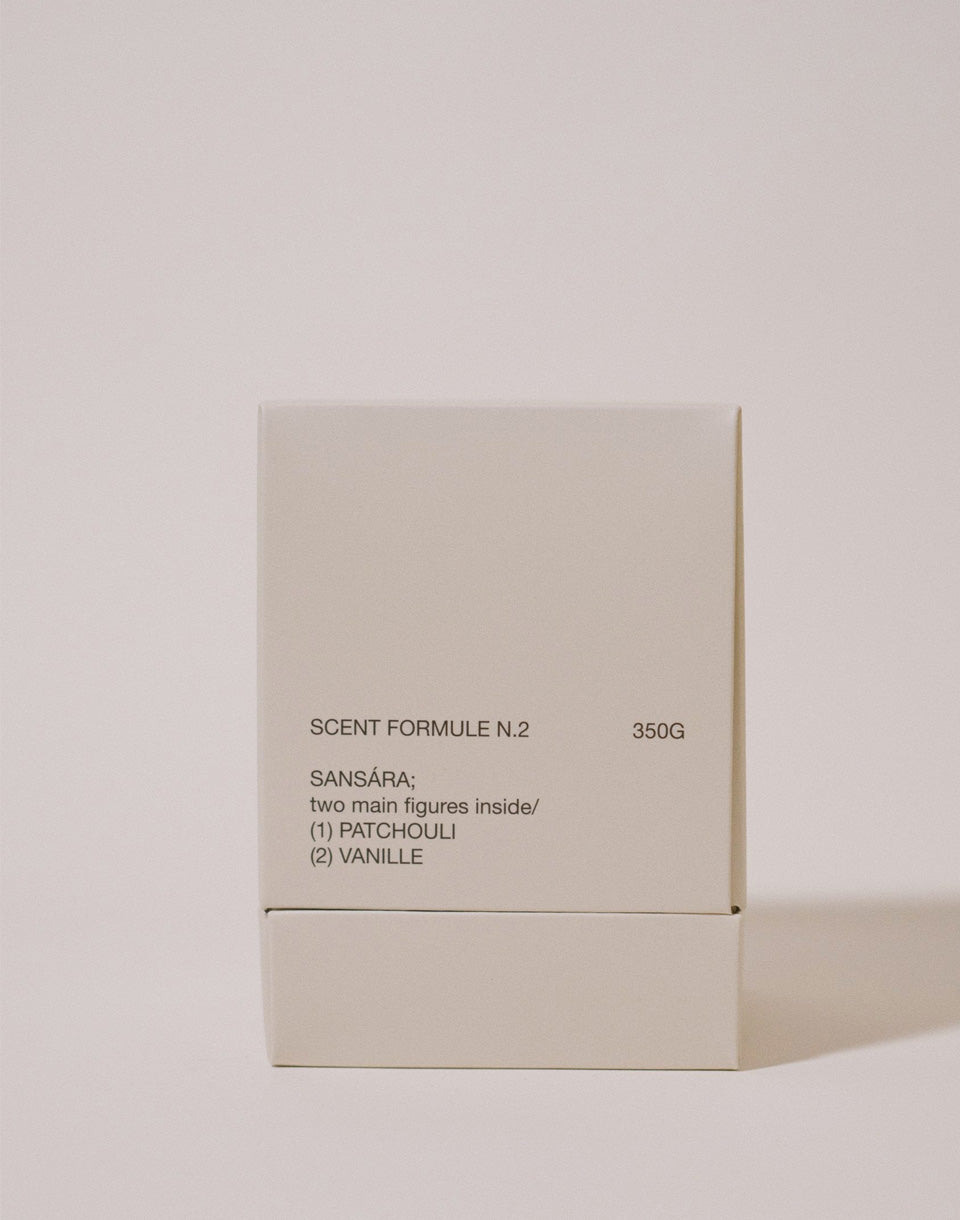 SCENT FORMULE N.2 350G
SANSÁRA;
two main figures inside/
(1) PATCHOULI
(2) VANILLE